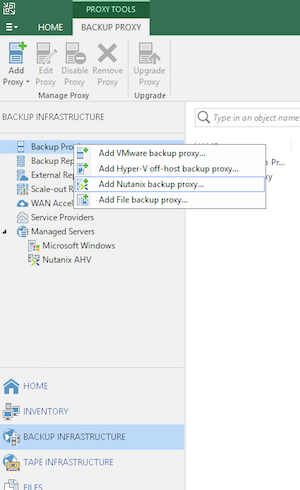 PROXY TOOLS
HOME
BACKUP PROXY
Add
Proxy
Edit
Proxy
Disable
Proxy
Remove
Proxy
Upgrade
Proxy
Manage Proxy
Upgrade
BACKUP INFRASTRUCTURE
Type in an object name
Backup Prox
Add VMware backup proxy...
Backup Rep
Add Hyper-V off-host backup proxy...
External Rep
Add Nutanix backup proxy...
Scale-out R
Add File backup proxy...
WAN Accel
Service Providers
Managed Servers
Microsoft Windows
Nutanix AHV
HOME
INVENTORY
BACKUP INFRASTRUCTURE
TAPE INFRASTRUCTURE
FILES